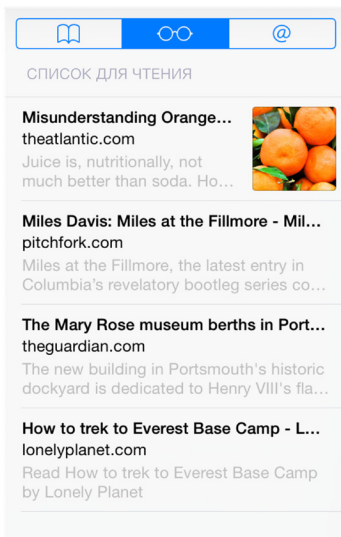 @
СПИСОК ДЛЯ ЧТЕНИЯ
Misunderstanding Orange...
theatlantic.com
Juice is, nutritionally, not
much better than soda. Ho...
Miles Davis: Miles at the Fillmore - Mil...
pitchfork.com
Miles at the Fillmore, the latest entry in
Columbia's revelatory bootleg series co...
The Mary Rose museum berths in Port...
theguardian.com
The new building in Portsmouth's historic
dockyard is dedicated to Henry VIII's fla...
How to trek to Everest Base Camp - L...
lonelyplanet.com
Read How to trek to Everest Base Camp
by Lonely Planet